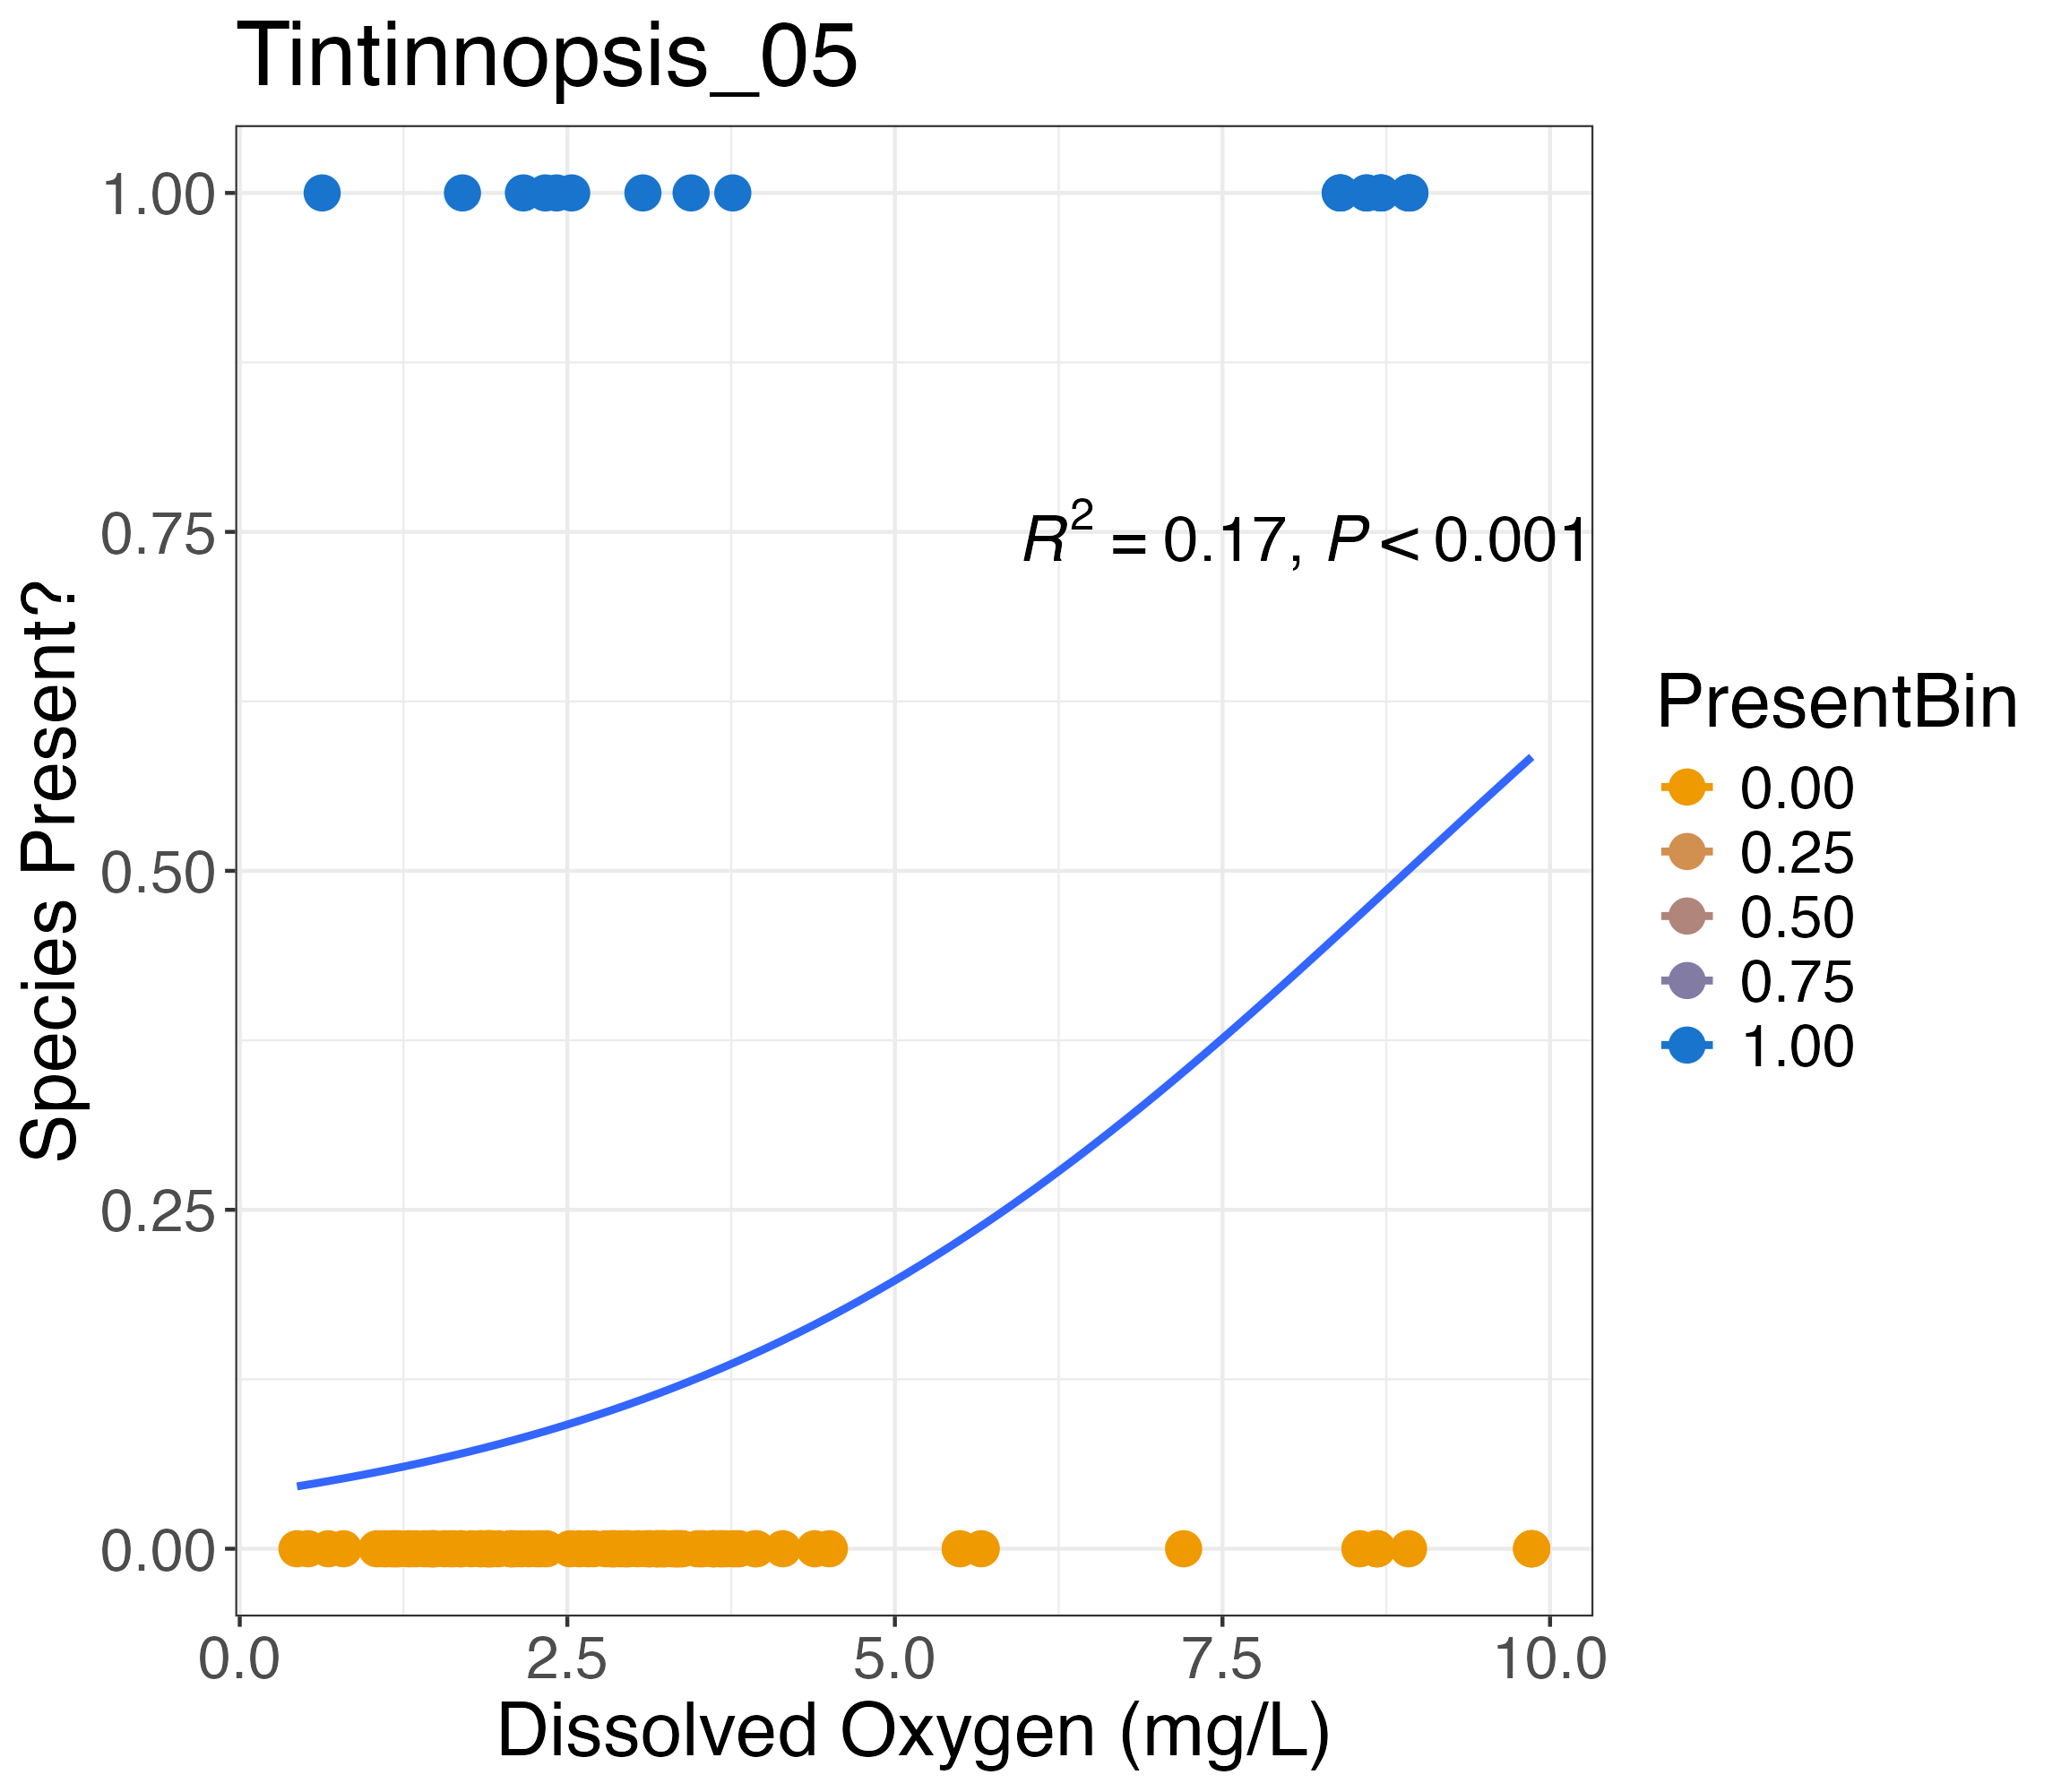 Tintinnopsis_05
1.00
0.75
0.50
0.25
0.00
Species Present?
R² = 0.17, P < 0.001
0.0 2.5 5.0 7.5 10.0
Dissolved Oxygen (mg/L)
PresentBin
0.00
0.25
0.50
0.75
1.00